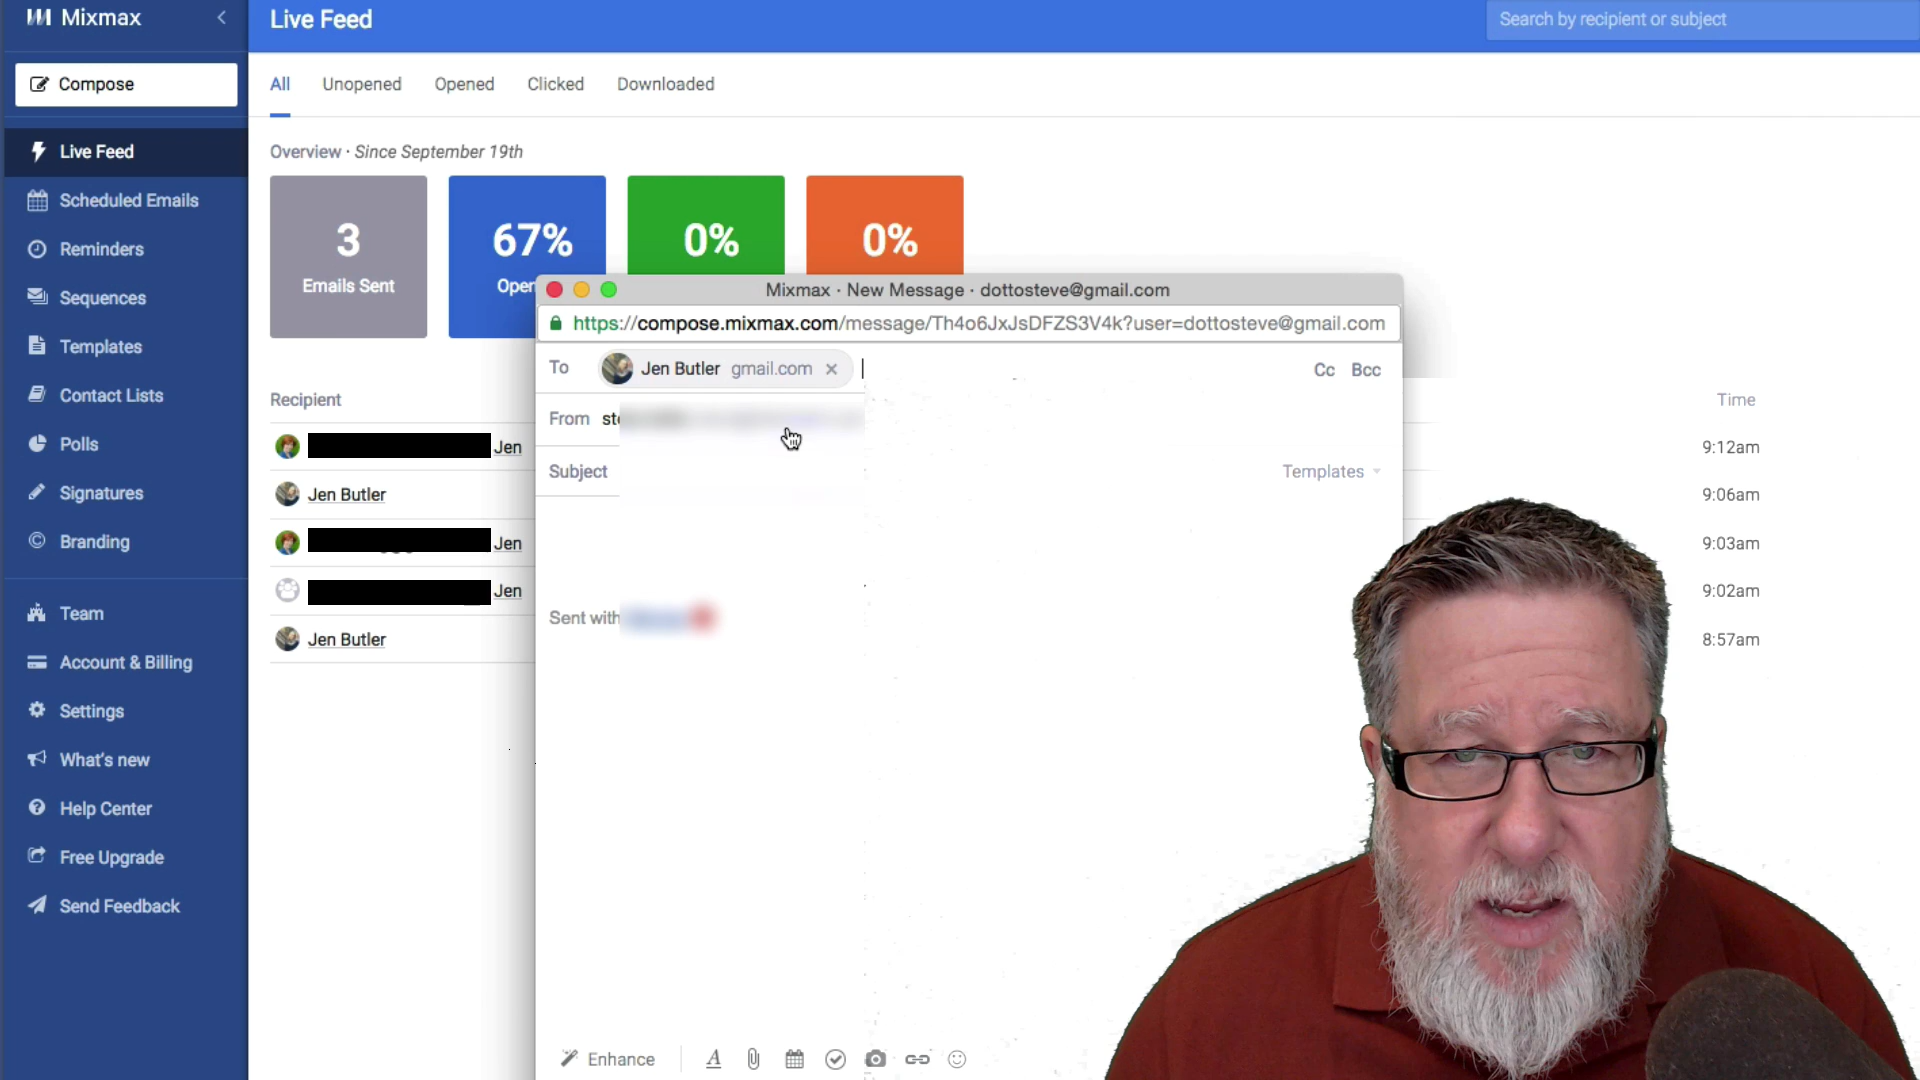 Mixmax
Live Feed
Search by recipient or subject
Compose
All Unopened Opened Clicked Downloaded
Live Feed
Overview · Since September 19th
Scheduled Emails
3
67%
0%
0%
Reminders
Emails Sent
Sequences
Mixmax · New Message · dottosteve@gmail.com
https://compose.mixmax.com/message/Th4o6JxJsDFZS3V4k?user=dottosteve@gmail.com
Templates
To Jen Butler gmail.com Cc Bcc
Contact Lists
Recipient
Time
From
Polls
Jen 9:12am
Subject Templates
Signatures
Jen Butler 9:06am
Branding
Jen 9:03am
Jen 9:02am
Team
Sent with
Jen Butler 8:57am
Account & Billing
Settings
What's new
Help Center
Free Upgrade
Send Feedback
Enhance